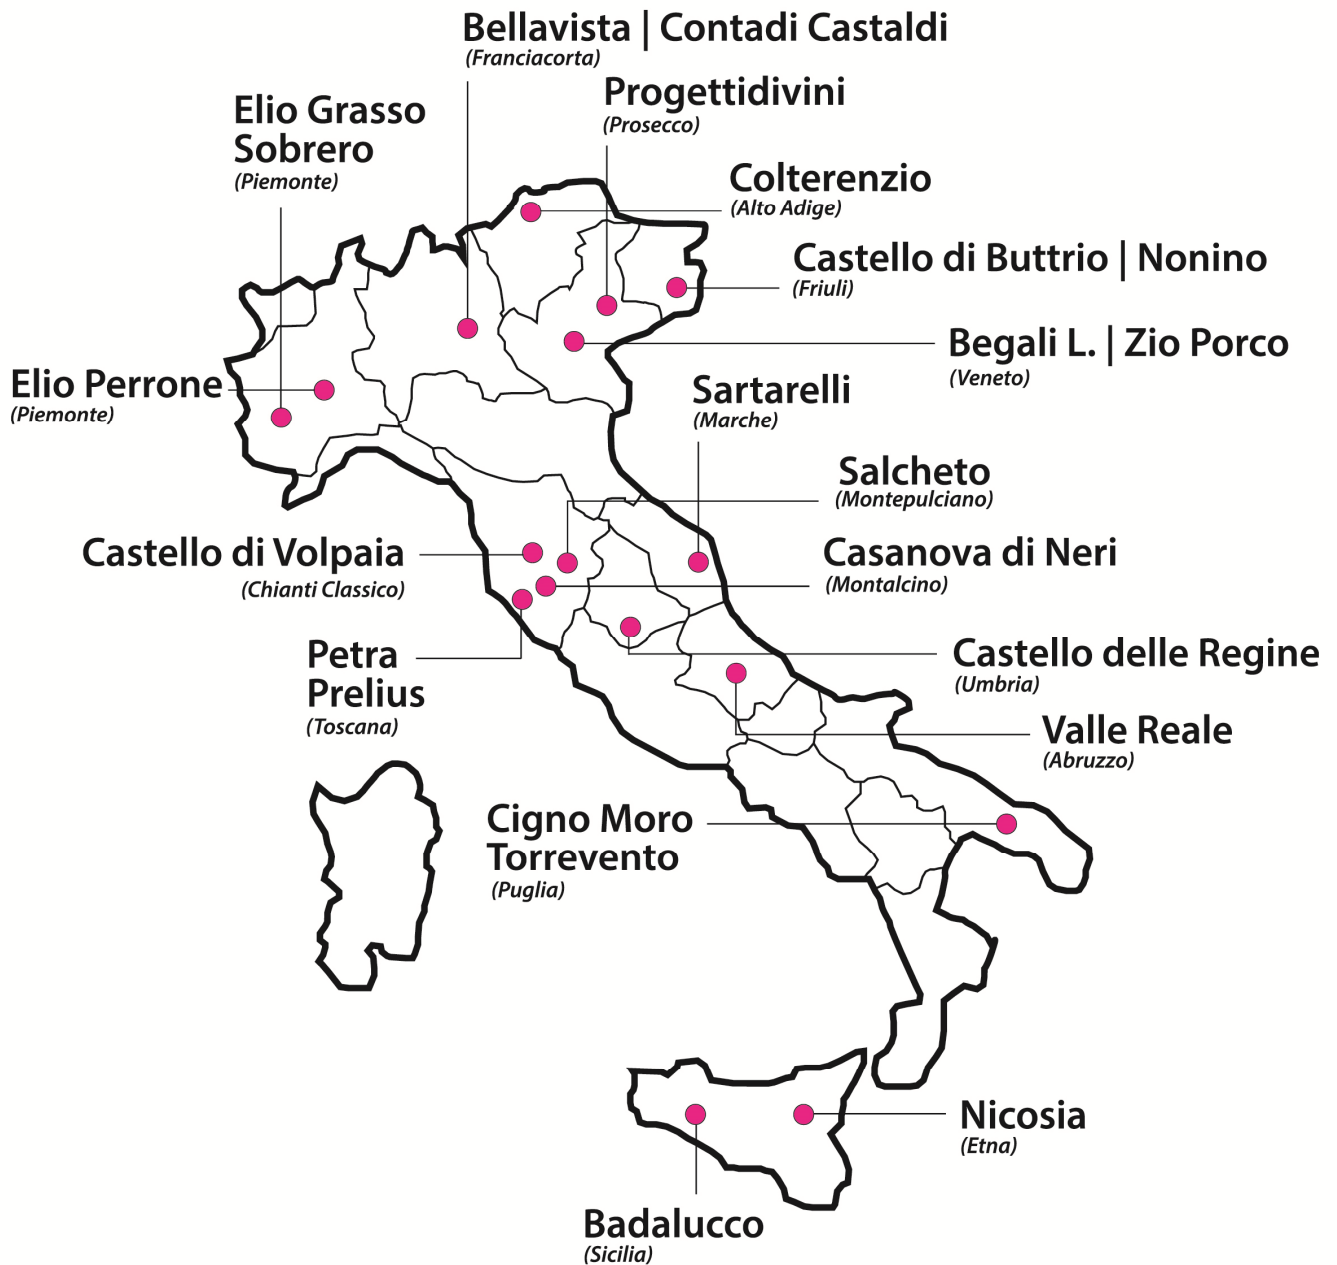 Bellavista | Contadi Castaldi
(Franciacorta)
Progettidivini
(Prosecco)
Elio Grasso
Sobrero
(Piemonte)
Colterenzio
(Alto Adige)
Castello di Buttrio | Nonino
(Friuli)
Begali L. | Zio Porco
(Veneto)
Elio Perrone
(Piemonte)
Sartarelli
(Marche)
Salcheto
(Montepulciano)
Castello di Volpaia
(Chianti Classico)
Casanova di Neri
(Montalcino)
Petra
Prelius
(Toscana)
Castello delle Regine
(Umbria)
Valle Reale
(Abruzzo)
Cigno Moro
Torrevento
(Puglia)
Nicosia
(Etna)
Badalucco
(Sicilia)